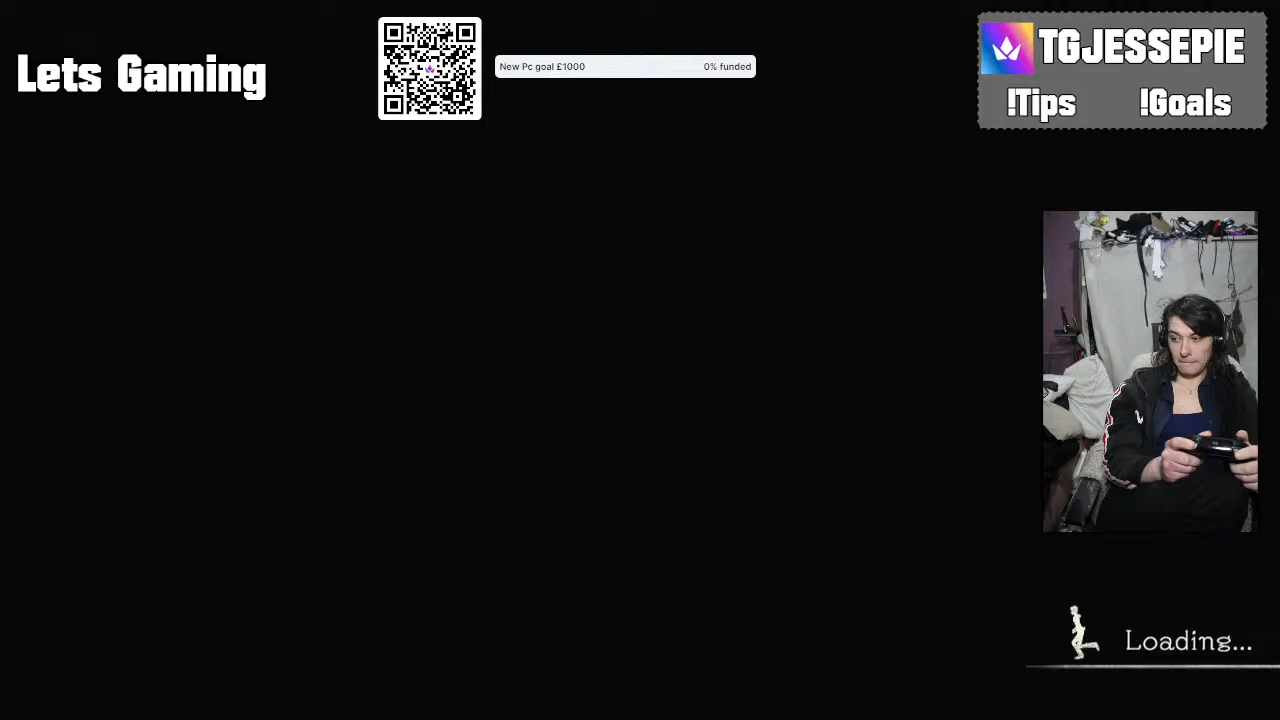 Lets Gaming
New Pc goal £1000 0% funded
TGJESSEPIE
!Tips !Goals
Loading...